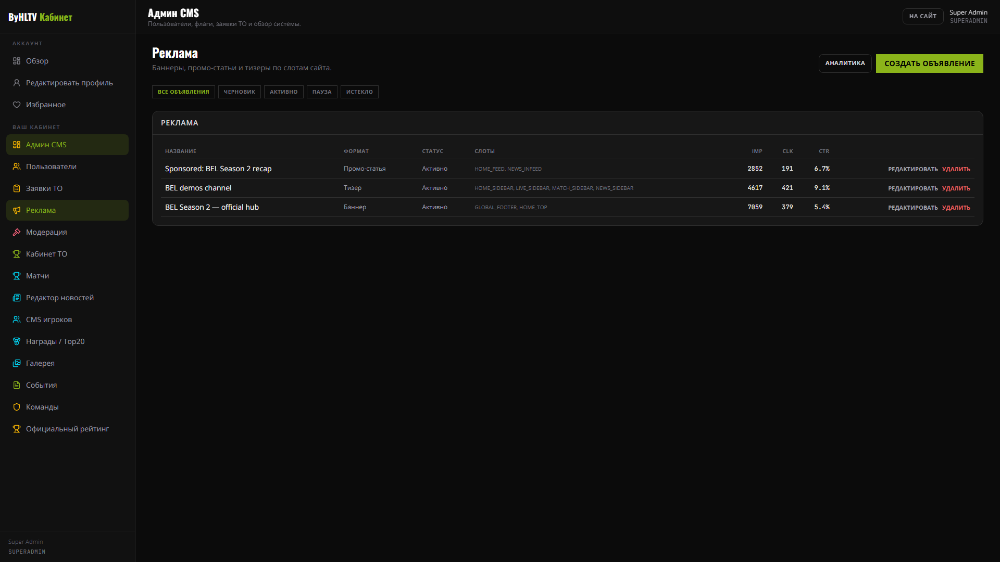 ByHLTV Кабинет
АККАУНТ
Обзор
Редактировать профиль
Избранное
ВАШ КАБИНЕТ
Админ CMS
Пользователи
Заявки ТО
Реклама
Модерация
Кабинет ТО
Матчи
Редактор новостей
CMS игроков
Награды / Top20
Галерея
События
Команды
Официальный рейтинг
Super Admin
SUPERADMIN
Админ CMS
Пользователи, флаги, заявки ТО и обзор системы.
НА САЙТ
Super Admin
SUPERADMIN
Реклама
Баннеры, промо-статьи и тизеры по слотам сайта.
АНАЛИТИКА
СОЗДАТЬ ОБЪЯВЛЕНИЕ
ВСЕ ОБЪЯВЛЕНИЯ ЧЕРНОВИК АКТИВНО ПАУЗА ИСТЕКЛО
РЕКЛАМА
НАЗВАНИЕ ФОРМАТ СТАТУС СЛОТЫ IMP CLK CTR
Sponsored: BEL Season 2 recap Промо-статья Активно HOME_FEED, NEWS_INFEED 2852 191 6.7% РЕДАКТИРОВАТЬ УДАЛИТЬ
BEL demos channel Тизер Активно HOME_SIDEBAR, LIVE_SIDEBAR, MATCH_SIDEBAR, NEWS_SIDEBAR 4617 421 9.1% РЕДАКТИРОВАТЬ УДАЛИТЬ
BEL Season 2 — official hub Баннер Активно GLOBAL_FOOTER, HOME_TOP 7059 379 5.4% РЕДАКТИРОВАТЬ УДАЛИТЬ